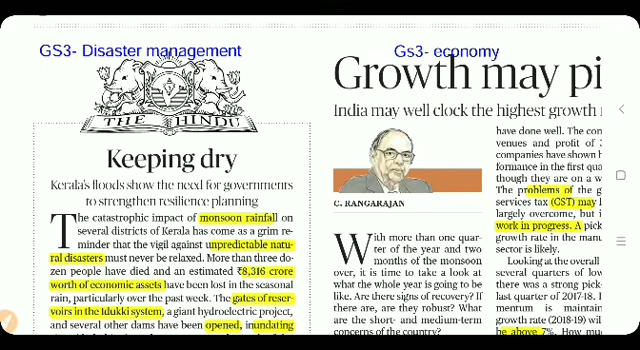 GS3- Disaster management
THE HINDU
Keeping dry
Kerala's floods show the need for governments
to strengthen resilience planning
The catastrophic impact of monsoon rainfall on
several districts of Kerala has come as a grim re-
minder that the vigil against unpredictable natu-
ral disasters must never be relaxed. More than three do-
zen people have died and an estimated ₹8,316 crore
worth of economic assets have been lost in the seasonal
rain, particularly over the past week. The gates of reser-
voirs in the Idukki system, a giant hydroelectric project,
and several other dams have been opened, inundating
Gs3- economy
Growth may pi
India may well clock the highest growth
C. RANGARAJAN
With more than one quar-
ter of the year and two
months of the monsoon
over, it is time to take a look at
what the whole year is going to be
like. Are there signs of recovery? If
there are, are they robust? What
are the short- and medium-term
concerns of the country?
have done well. The con
venues and profit of
companies have shown
formance in the first qua
though they are on a w
The problems of the g
services tax (CST) may
largely overcome, but i
work in progress. A pick
growth rate in the manu
sector is likely.
Looking at the overall
several quarters of low
there was a strong pick-
last quarter of 2017-18. I
mentum is maintain
growth rate (2018-19) wil
be above 7%. How muc